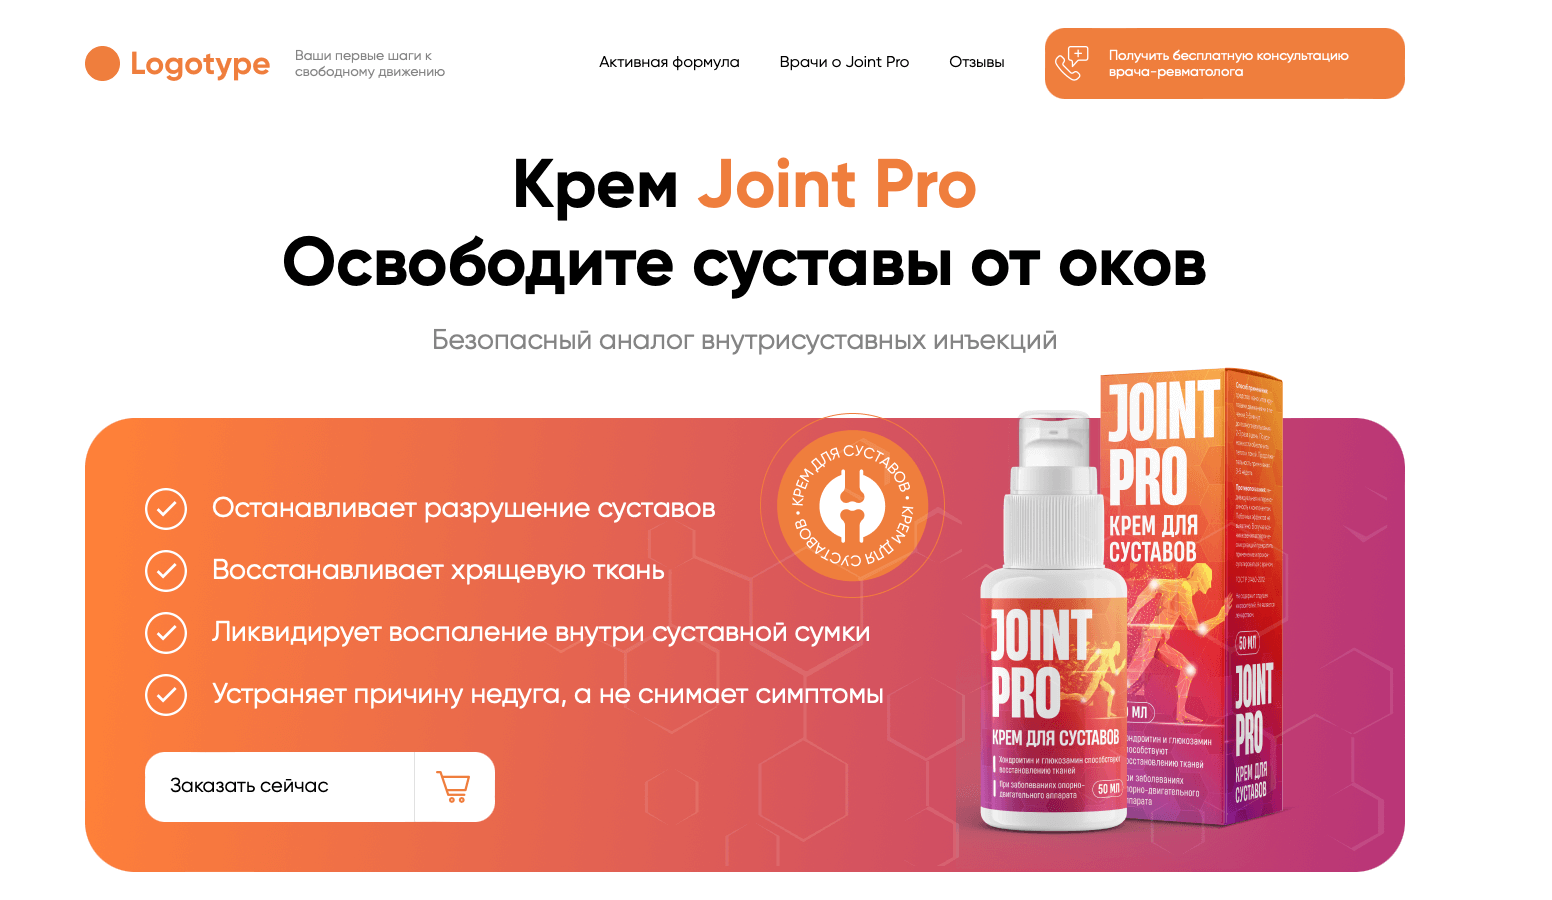 Logotype
Ваши первые шаги к
свободному движению
Активная формула
Врачи о Joint Pro
Отзывы
Получить бесплатную консультацию
врача-ревматолога
Крем Joint Pro
Освободите суставы от оков
Безопасный аналог внутрисуставных инъекций
Останавливает разрушение суставов
Восстанавливает хрящевую ткань
Ликвидирует воспаление внутри суставной сумки
Устраняет причину недуга, а не снимает симптомы
Заказать сейчас
КРЕМ ДЛЯ СУСТАВОВ • КРЕМ ДЛЯ СУСТАВОВ •
JOINT
PRO
КРЕМ ДЛЯ СУСТАВОВ
Хондроитин и глюкозамин способствуют
восстановлению тканей
При заболеваниях опорно-
двигательного аппарата
50 МЛ
JOINT
PRO
КРЕМ ДЛЯ
СУСТАВОВ
МЛ
Хондроитин и глюкозамин
способствуют
восстановлению тканей
При заболеваниях
опорно-двигательного
аппарата
Способ применения:
Противопоказания:
50 МЛ
JOINT
PRO
КРЕМ ДЛЯ
СУСТАВОВ